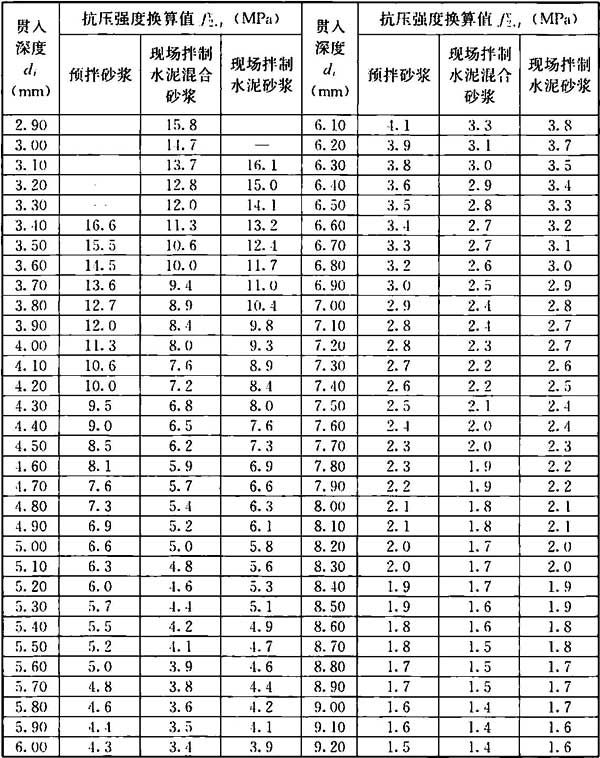 贯入深度 d_i（mm） 抗压强度换算值（MPa） 贯入深度 d_i（mm） 抗压强度换算值（MPa）
预拌砂浆 现场拌制水泥混合砂浆 现场拌制水泥砂浆 预拌砂浆 现场拌制水泥混合砂浆 现场拌制水泥砂浆
2.90 15.8 6.10 4.1 3.3 3.8
3.00 14.7 — 6.20 3.9 3.1 3.7
3.10 13.7 16.1 6.30 3.8 3.0 3.5
3.20 12.8 15.0 6.40 3.6 2.9 3.4
3.30 12.0 14.1 6.50 3.5 2.8 3.3
3.40 16.6 11.3 13.2 6.60 3.4 2.7 3.2
3.50 15.5 10.6 12.4 6.70 3.3 2.7 3.1
3.60 14.5 10.0 11.7 6.80 3.2 2.6 3.0
3.70 13.6 9.4 11.0 6.90 3.0 2.5 2.9
3.80 12.7 8.9 10.4 7.00 2.9 2.4 2.8
3.90 12.0 8.4 9.8 7.10 2.8 2.4 2.7
4.00 11.3 8.0 9.3 7.20 2.8 2.3 2.7
4.10 10.6 7.6 8.9 7.30 2.7 2.2 2.6
4.20 10.0 7.2 8.4 7.40 2.6 2.2 2.5
4.30 9.5 6.8 8.0 7.50 2.5 2.1 2.4
4.40 9.0 6.5 7.6 7.60 2.4 2.0 2.4
4.50 8.5 6.2 7.3 7.70 2.3 2.0 2.3
4.60 8.1 5.9 6.9 7.80 2.3 1.9 2.2
4.70 7.6 5.7 6.6 7.90 2.2 1.9 2.2
4.80 7.3 5.4 6.3 8.00 2.1 1.8 2.1
4.90 6.9 5.2 6.1 8.10 2.1 1.8 2.1
5.00 6.6 5.0 5.8 8.20 2.0 1.7 2.0
5.10 6.3 4.8 5.6 8.30 2.0 1.7 2.0
5.20 6.0 4.6 5.3 8.40 1.9 1.7 1.9
5.30 5.7 4.4 5.1 8.50 1.9 1.6 1.9
5.40 5.5 4.2 4.9 8.60 1.8 1.6 1.8
5.50 5.2 4.1 4.7 8.70 1.8 1.5 1.8
5.60 5.0 3.9 4.6 8.80 1.7 1.5 1.7
5.70 4.8 3.8 4.4 8.90 1.7 1.5 1.7
5.80 4.6 3.6 4.2 9.00 1.6 1.4 1.7
5.90 4.4 3.5 4.1 9.10 1.6 1.4 1.6
6.00 4.3 3.4 3.9 9.20 1.5 1.4 1.6